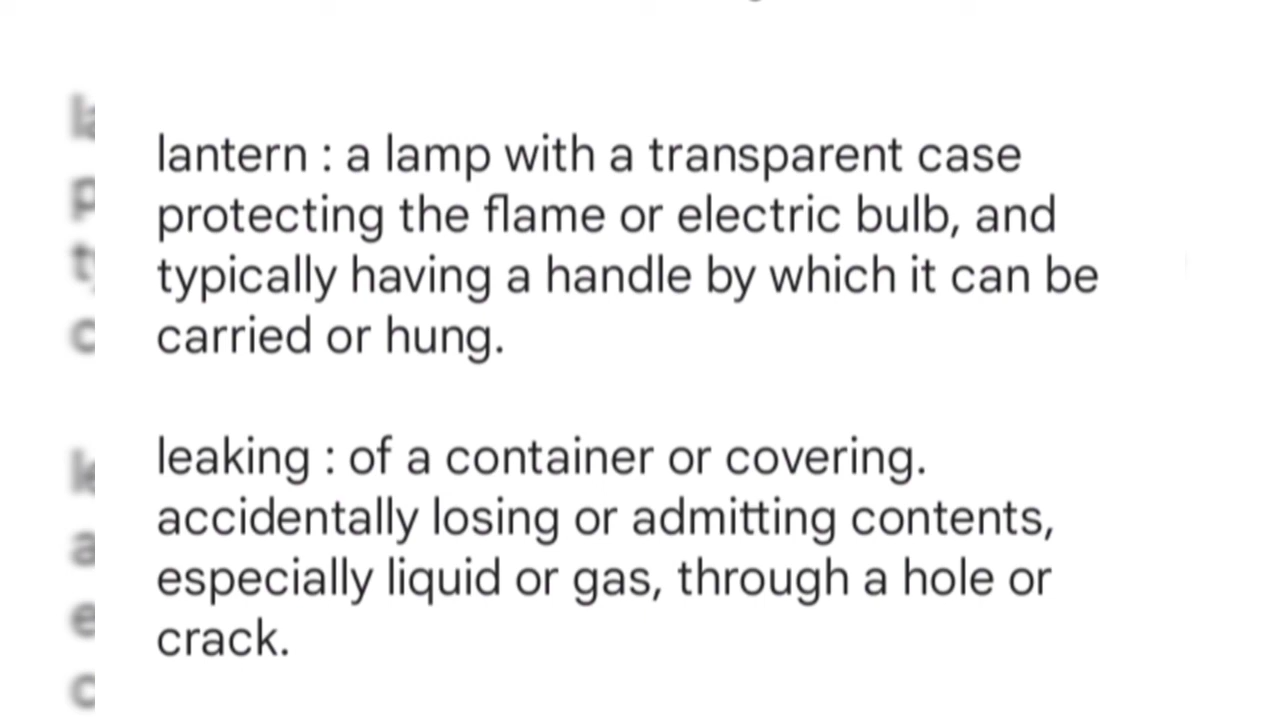 lantern : a lamp with a transparent case
protecting the flame or electric bulb, and
typically having a handle by which it can be
carried or hung.
leaking : of a container or covering.
accidentally losing or admitting contents,
especially liquid or gas, through a hole or
crack.